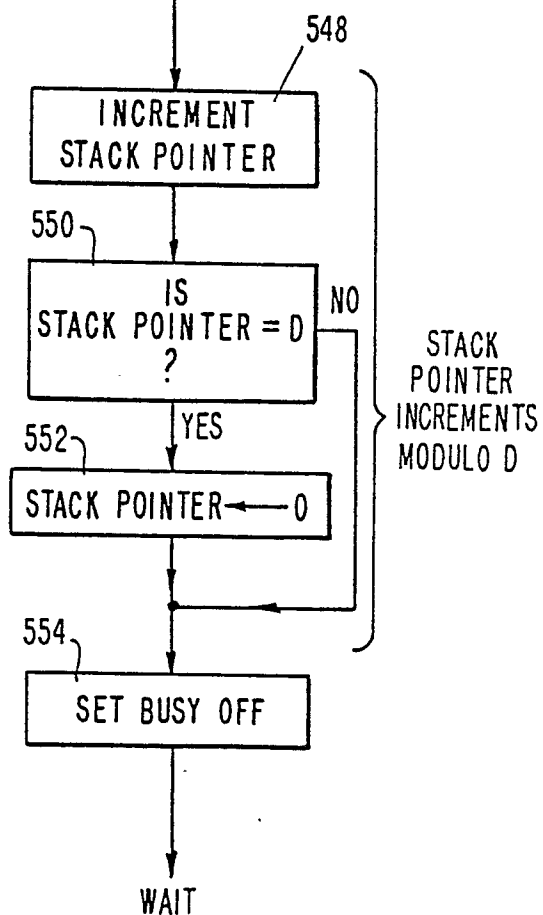 548
INCREMENT
STACK POINTER
550
IS
STACK POINTER = D
?
NO
YES
STACK
POINTER
INCREMENTS
MODULO D
552
STACK POINTER ← 0
554
SET BUSY OFF
WAIT